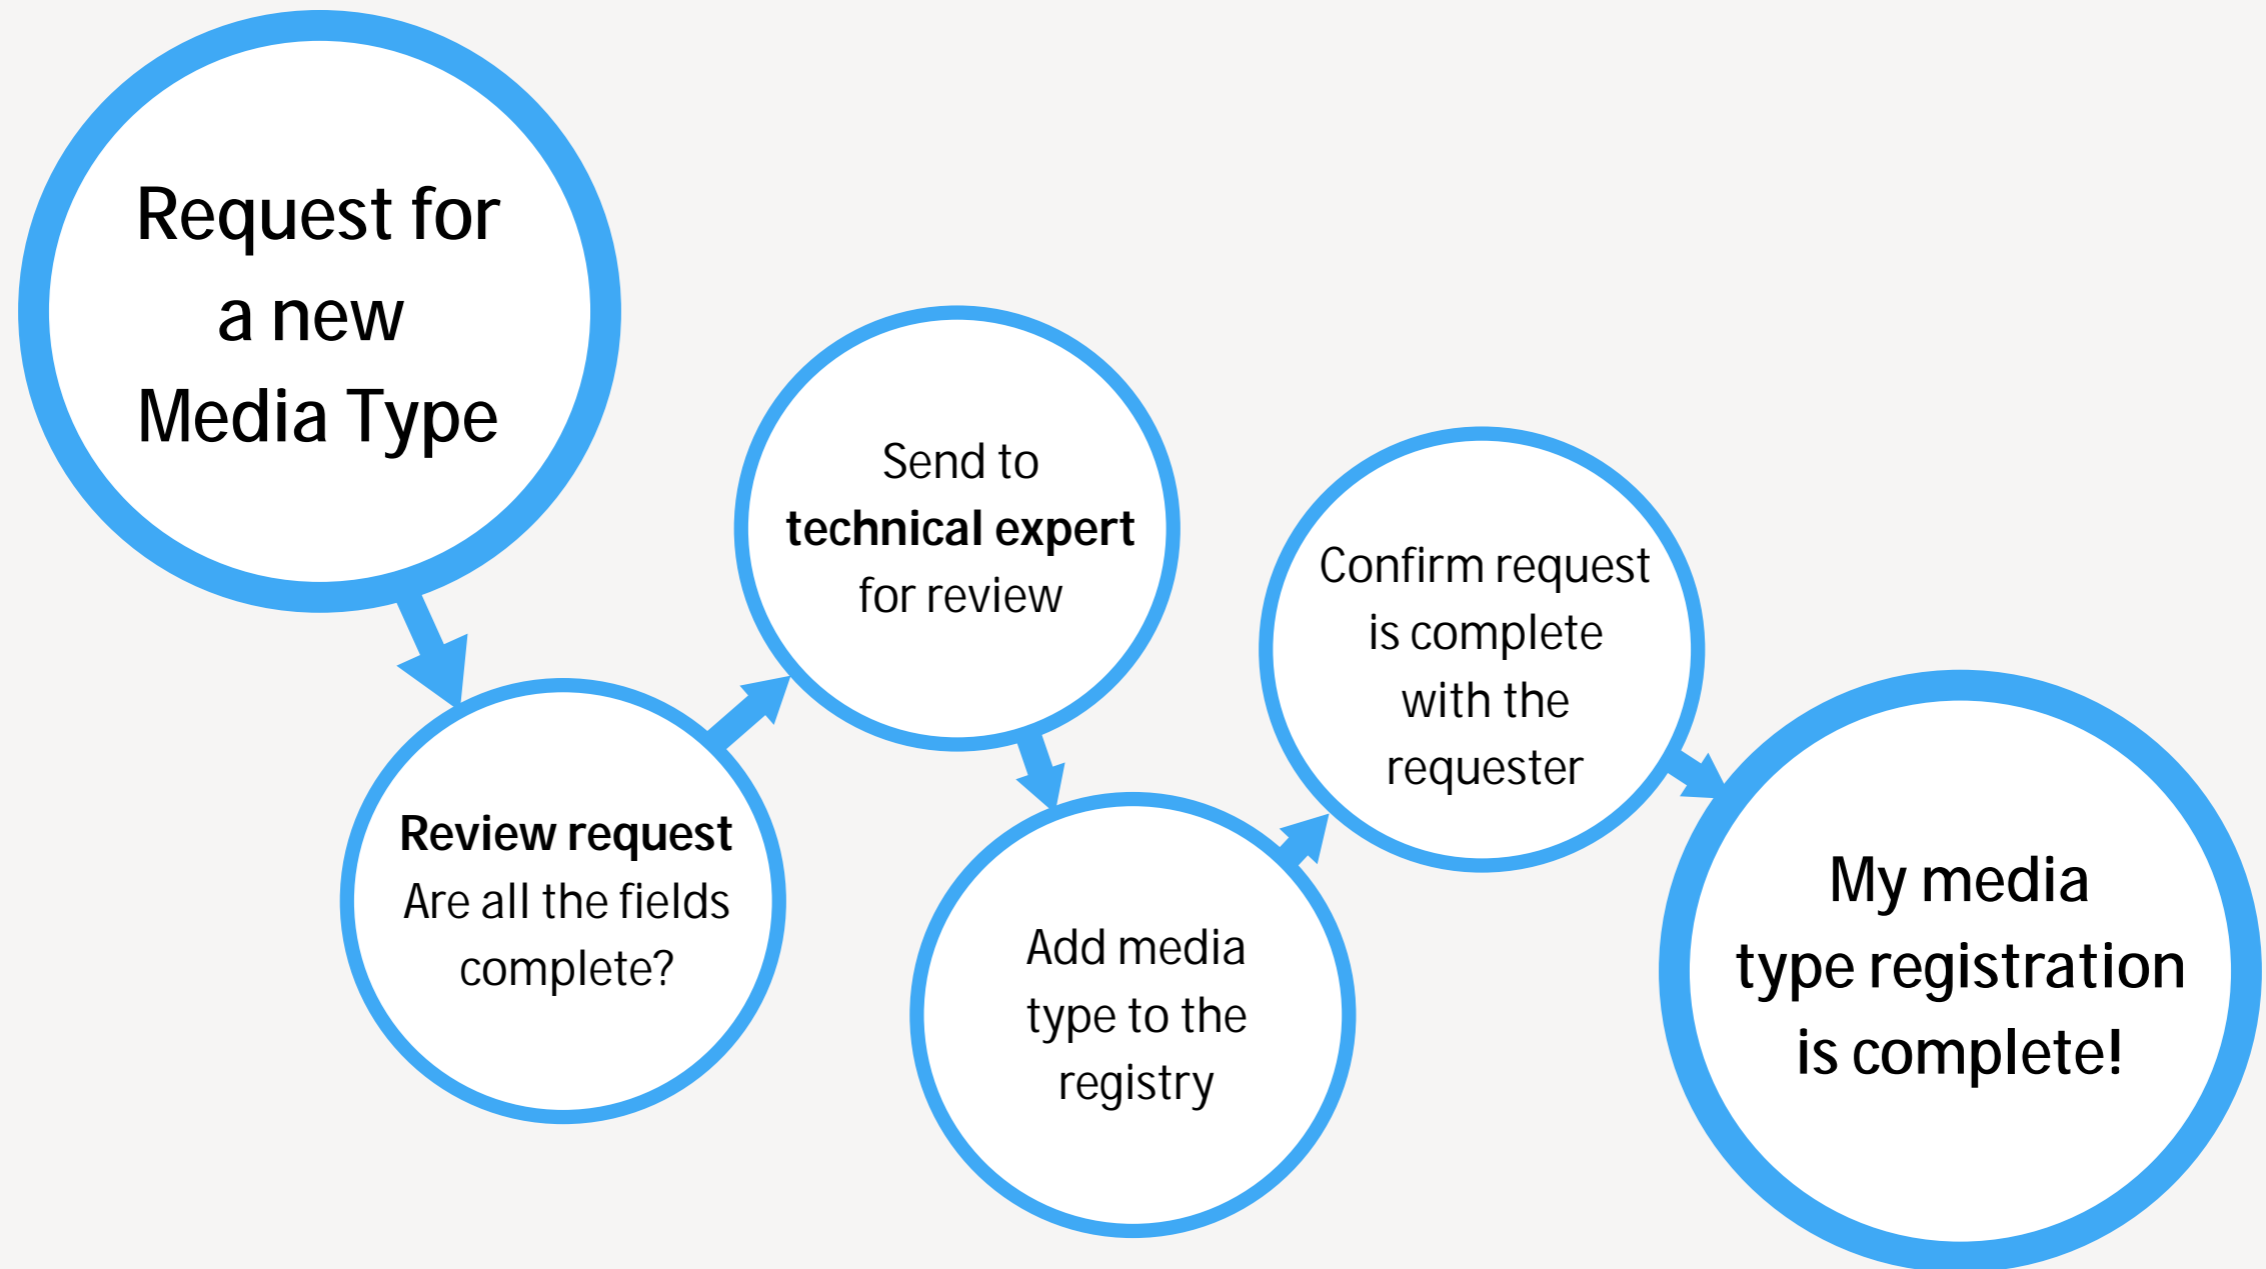 Request for
a new
Media Type
Review request
Are all the fields
complete?
Send to
technical expert
for review
Add media
type to the
registry
Confirm request
is complete
with the
requester
My media
type registration
is complete!